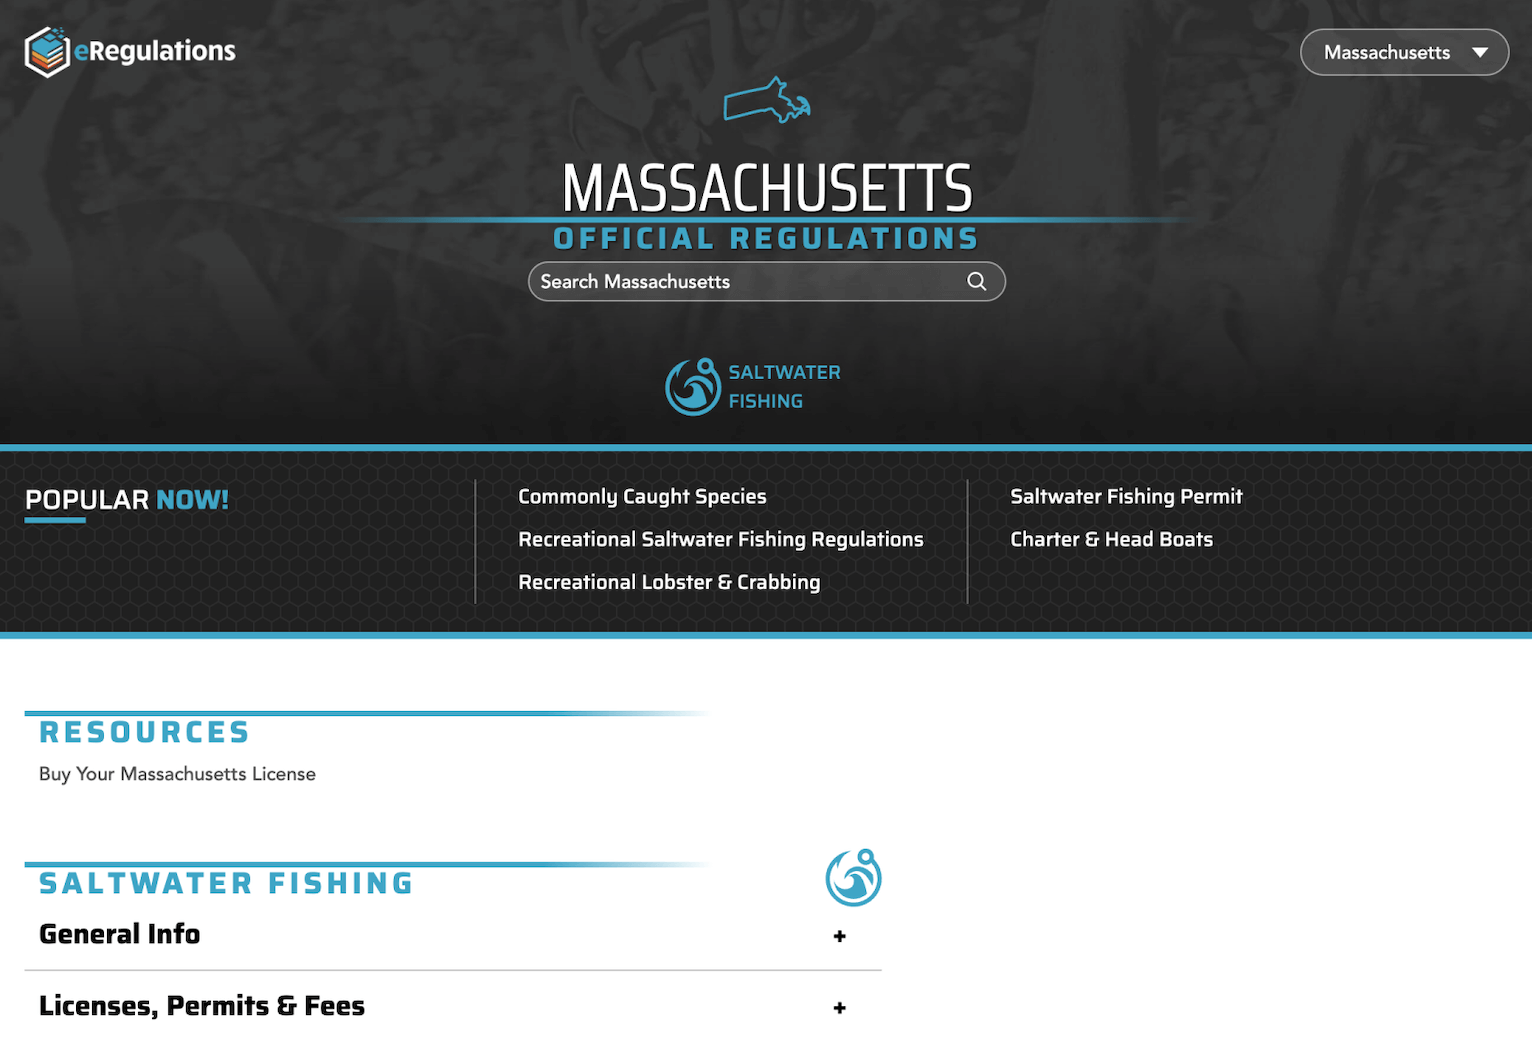 eRegulations
Massachusetts
MASSACHUSETTS
OFFICIAL REGULATIONS
Search Massachusetts
SALTWATER
FISHING
POPULAR NOW!
Commonly Caught Species
Recreational Saltwater Fishing Regulations
Recreational Lobster & Crabbing
Saltwater Fishing Permit
Charter & Head Boats
RESOURCES
Buy Your Massachusetts License
SALTWATER FISHING
General Info +
Licenses, Permits & Fees +